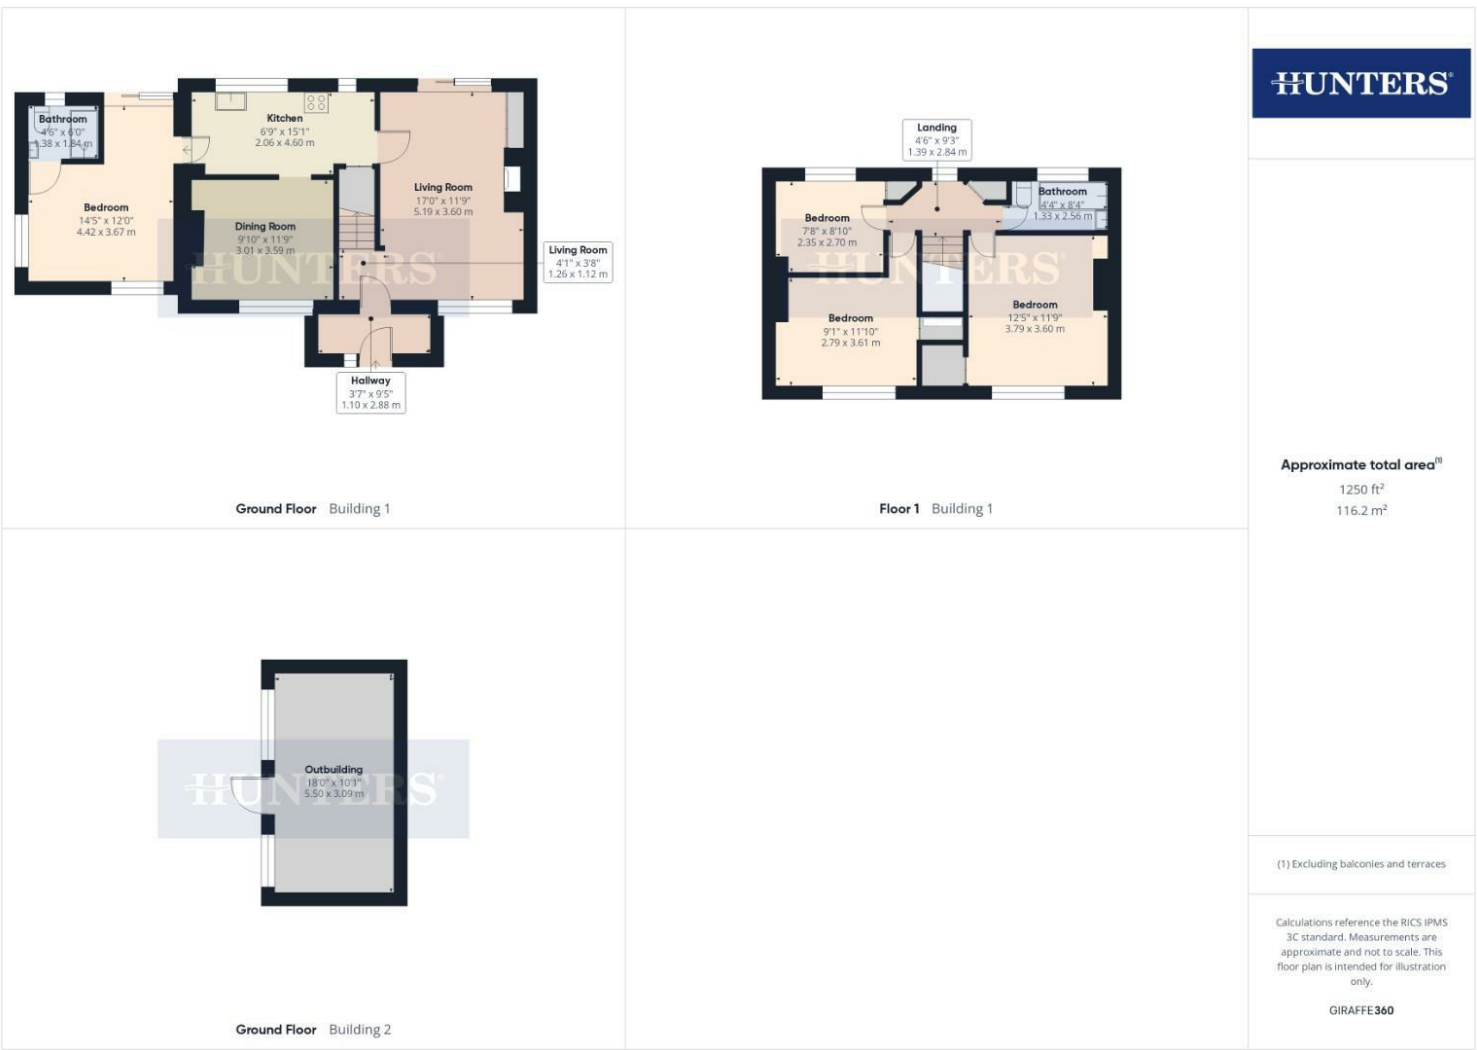 Bathroom
4'6" x 6'0"
1.38 x 1.84 m
Bedroom
14'5" x 12'0"
4.42 x 3.67 m
Kitchen
6'9" x 15'1"
2.06 x 4.60 m
Dining Room
9'10" x 11'9"
3.01 x 3.59 m
Living Room
17'0" x 11'9"
5.19 x 3.60 m
Living Room
4'1" x 3'8"
1.26 x 1.12 m
Hallway
3'7" x 9'5"
1.10 x 2.88 m
HUNTERS®
Ground Floor Building 1
Landing
4'6" x 9'3"
1.39 x 2.84 m
Bathroom
4'4" x 8'4"
1.33 x 2.56 m
Bedroom
7'8" x 8'10"
2.35 x 2.70 m
Bedroom
9'1" x 11'10"
2.79 x 3.61 m
Bedroom
12'5" x 11'9"
3.79 x 3.60 m
HUNTERS®
Floor 1 Building 1
Outbuilding
18'0" x 10'1"
5.50 x 3.09 m
HUNTERS®
Ground Floor Building 2
HUNTERS®
Approximate total area(1)
1250 ft²
116.2 m²
(1) Excluding balconies and terraces
Calculations reference the RICS IPMS
3C standard. Measurements are
approximate and not to scale. This
floor plan is intended for illustration
only.
GIRAFFE360